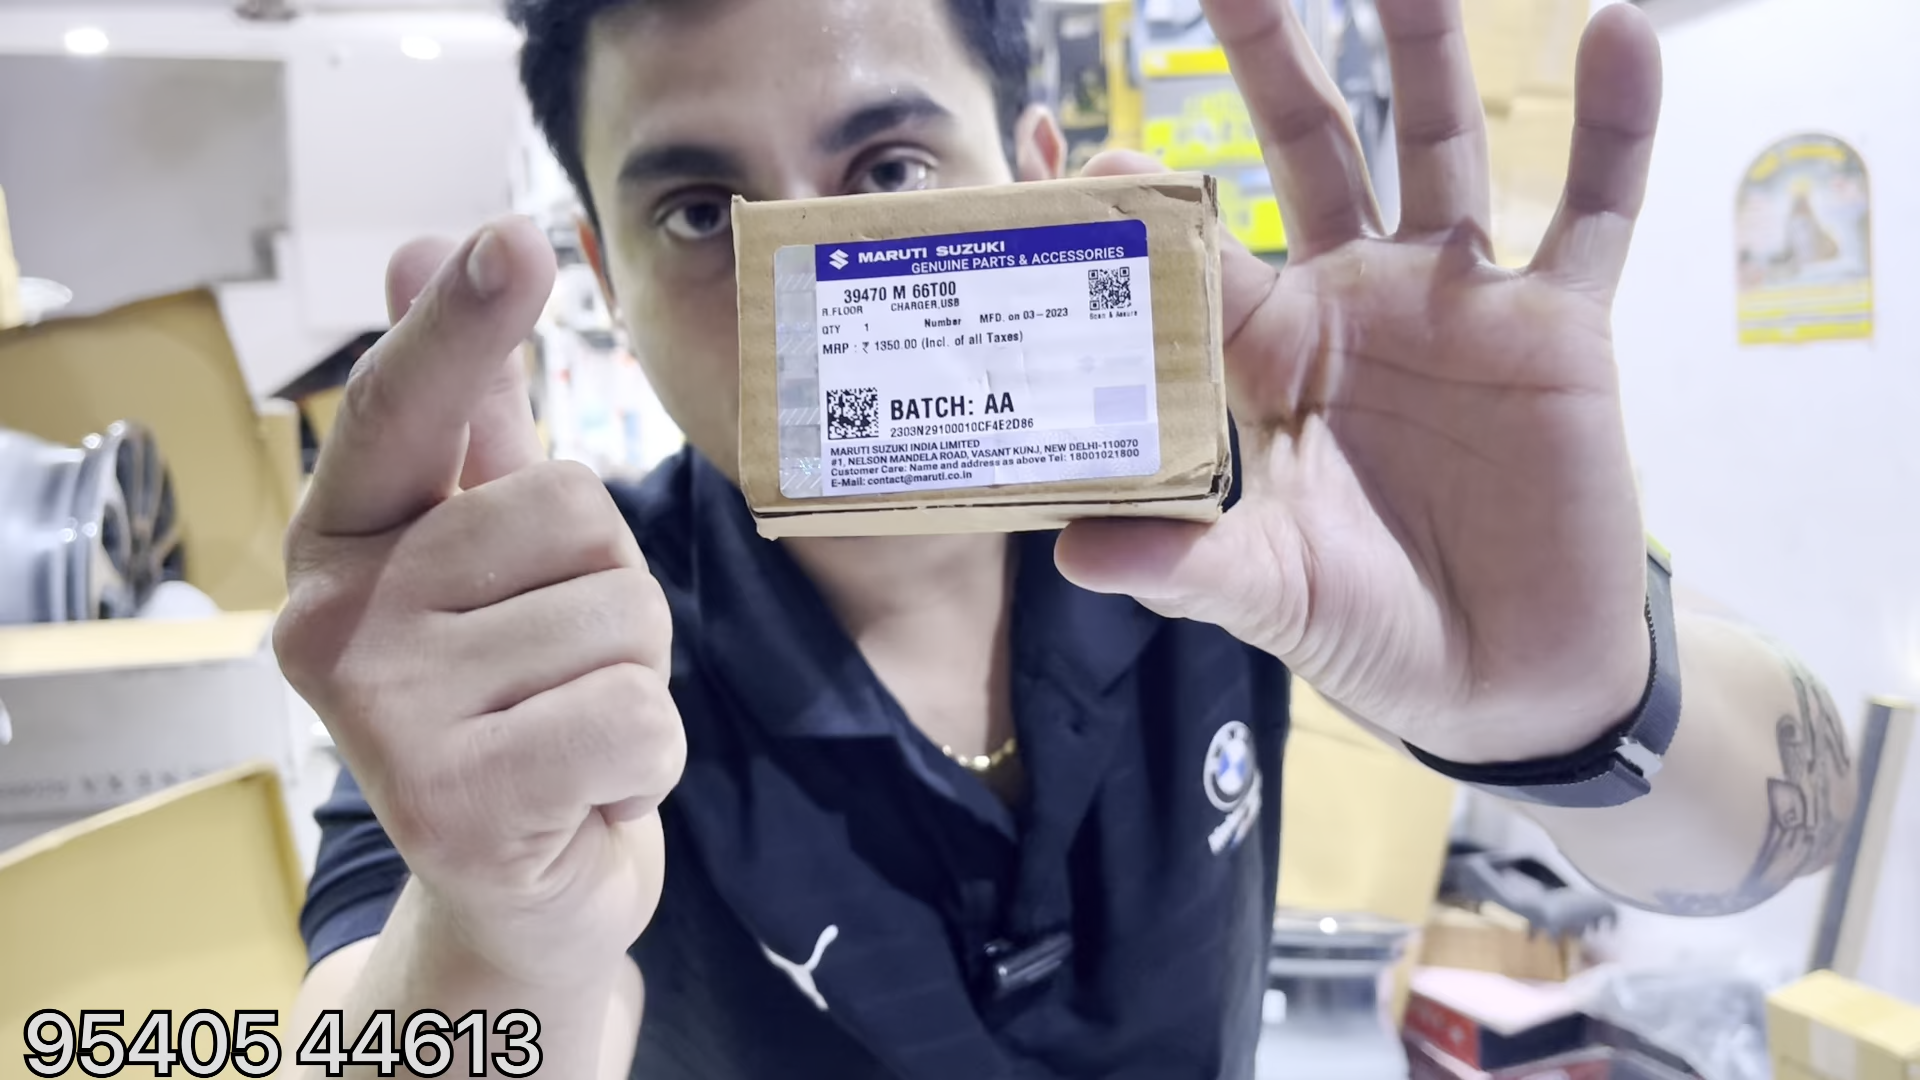 MARUTI SUZUKI
GENUINE PARTS & ACCESSORIES
39470 M 66T00
R.FLOOR CHARGER,USB
QTY 1 Number MFD. on 03-2023
Scan & Assure
MRP : ₹ 1350.00 (Incl. of all Taxes)
BATCH: AA
2303N29100010CF4E2D86
MARUTI SUZUKI INDIA LIMITED
#1, NELSON MANDELA ROAD, VASANT KUNJ, NEW DELHI-110070
Customer Care: Name and address as above Tel: 18001021800
E-Mail: contact@maruti.co.in
95405 44613